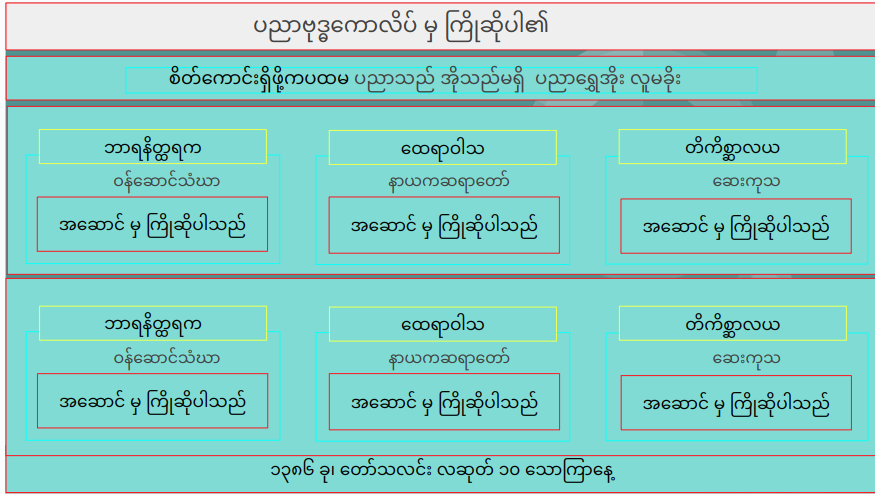 ပညာဗုဒ္ဓကောလိပ် မှ ကြိုဆိုပါ၏
စိတ်ကောင်းရှိဖို့ကပထမ ပညာသည် အိုသည်မရှိ ပညာရွှေအိုး လူမခိုး
ဘာရနိတ္ထရက
ဝန်ဆောင်သံဃာ
အဆောင် မှ ကြိုဆိုပါသည်
ထေရာဝါသ
နာယကဆရာတော်
အဆောင် မှ ကြိုဆိုပါသည်
တိကိစ္ဆာလယ
ဆေးကုသ
အဆောင် မှ ကြိုဆိုပါသည်
ဘာရနိတ္ထရက
ဝန်ဆောင်သံဃာ
အဆောင် မှ ကြိုဆိုပါသည်
ထေရာဝါသ
နာယကဆရာတော်
အဆောင် မှ ကြိုဆိုပါသည်
တိကိစ္ဆာလယ
ဆေးကုသ
အဆောင် မှ ကြိုဆိုပါသည်
၁၃၈၆ ခု၊ တော်သလင်း လဆုတ် ၁၀ သောကြာနေ့